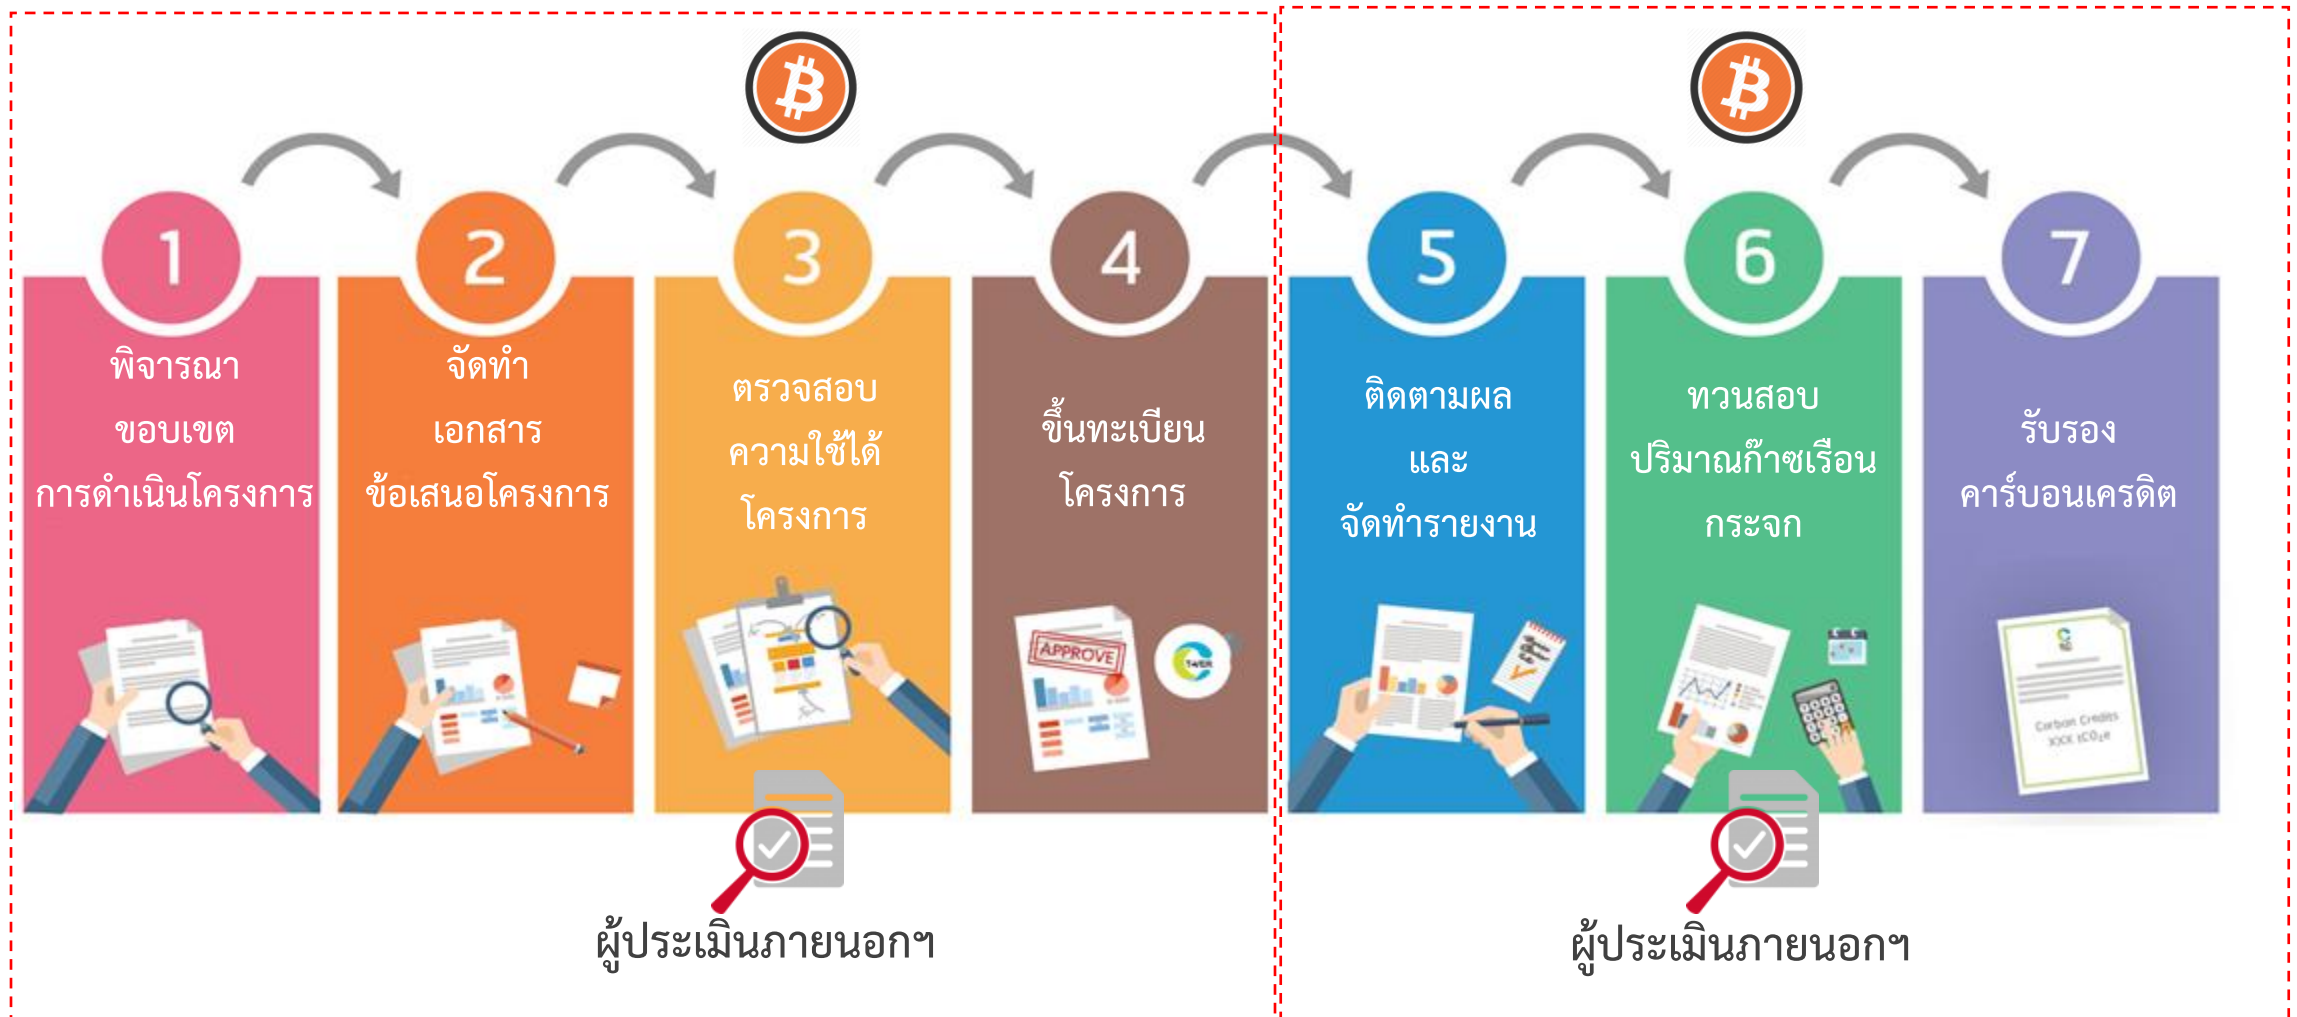 1
พิจารณา
ขอบเขต
การดำเนินโครงการ
2
จัดทำ
เอกสาร
ข้อเสนอโครงการ
3
ตรวจสอบ
ความใช้ได้
โครงการ
4
ขึ้นทะเบียน
โครงการ
APPROVE
T-VER
5
ติดตามผล
และ
จัดทำรายงาน
6
ทวนสอบ
ปริมาณก๊าซเรือน
กระจก
7
รับรอง
คาร์บอนเครดิต
Carbon Credits
XXX tCO₂e
ผู้ประเมินภายนอกฯ
ผู้ประเมินภายนอกฯ